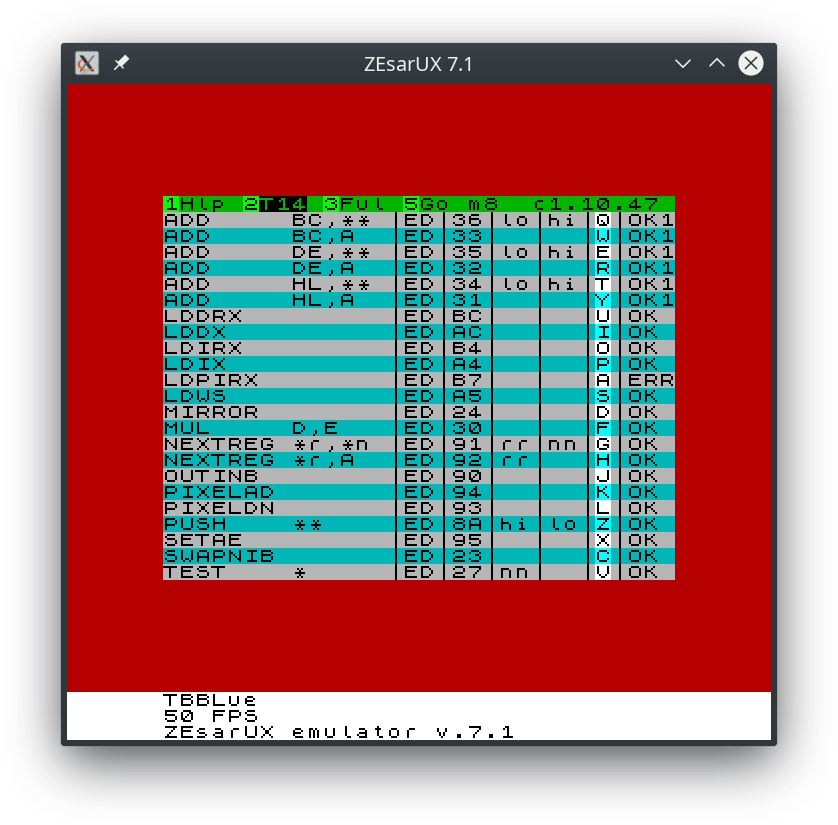 ZEsarUX 7.1
1Hlp 2T14 3Ful 5Go m8 c1.10.47
ADD BC,** ED 36 lo hi Q OK1
ADD BC,A ED 33 W OK1
ADD DE,** ED 35 lo hi E OK1
ADD DE,A ED 32 R OK1
ADD HL,** ED 34 lo hi T OK1
ADD HL,A ED 31 Y OK1
LDDRX ED BC U OK
LDDX ED AC I OK
LDIRX ED B4 O OK
LDIX ED A4 P OK
LDPIRX ED B7 A ERR
LDWS ED A5 S OK
MIRROR ED 24 D OK
MUL D,E ED 30 F OK
NEXTREG *r,*n ED 91 rr nn G OK
NEXTREG *r,A ED 92 rr H OK
OUTINB ED 90 J OK
PIXELAD ED 94 K OK
PIXELDN ED 93 L OK
PUSH ** ED 8A hi lo Z OK
SETAE ED 95 X OK
SWAPNIB ED 23 C OK
TEST * ED 27 nn V OK
TBBLue
50 FPS
ZEsarUX emulator v.7.1